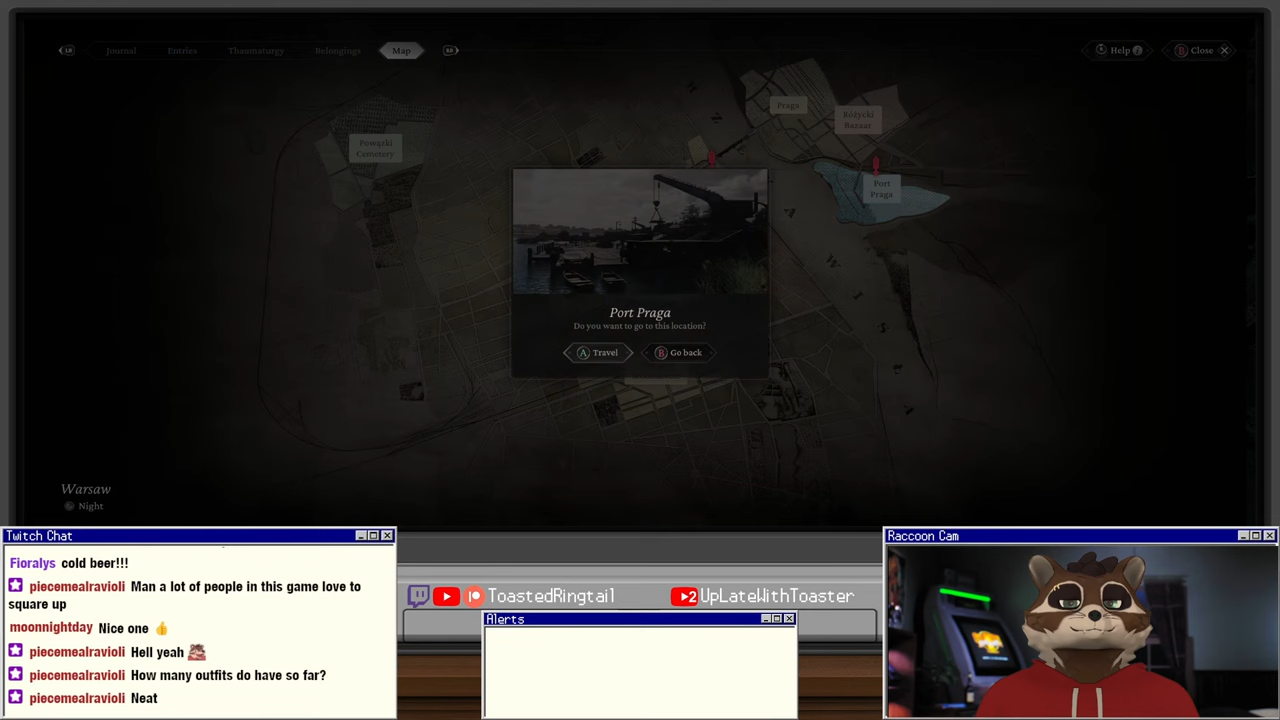 LB
Journal
Entries
Thaumaturgy
Belongings
Map
RB
Help
B Close
Powązki
Cemetery
Praga
Różycki
Bazaar
Port
Praga
Port Praga
Do you want to go to this location?
A Travel
B Go back
Warsaw
Night
Twitch Chat
Fioralys cold beer!!!
piecemealravioli Man a lot of people in this game love to
square up
moonnightday Nice one 👍
piecemealravioli Hell yeah
piecemealravioli How many outfits do have so far?
piecemealravioli Neat
ToastedRingtail
2 UpLateWithToaster
Alerts
Raccoon Cam